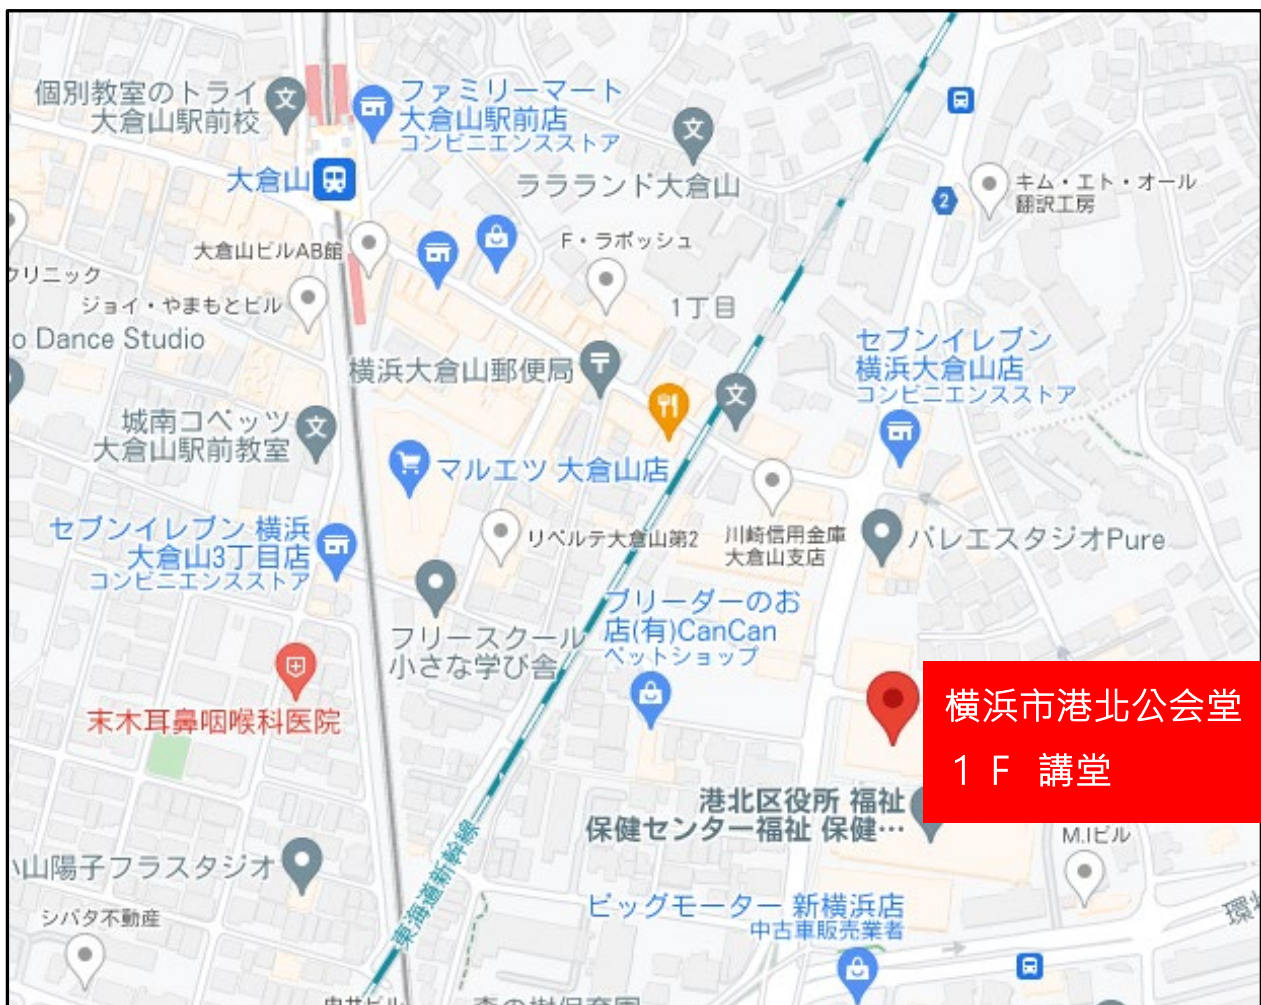 個別教室のトライ
大倉山駅前校
ファミリーマート
大倉山駅前店
コンビニエンスストア
大倉山
ララランド大倉山
キム・エト・オール
翻訳工房
2
大倉山ビルAB館
F・ラポッシュ
クリニック
ジョイ・やまもとビル
1丁目
o Dance Studio
セブンイレブン
横浜大倉山店
コンビニエンスストア
横浜大倉山郵便局
城南コベッツ
大倉山駅前教室
マルエツ 大倉山店
セブンイレブン 横浜
大倉山3丁目店
コンビニエンスストア
リベルテ大倉山第2
川崎信用金庫
大倉山支店
バレエスタジオPure
フリースクール
小さな学び舎
ブリーダーのお
店(有)CanCan
ペットショップ
末木耳鼻咽喉科医院
横浜市港北公会堂
1F 講堂
港北区役所 福祉
保健センター福祉 保健…
M.Iビル
小山陽子フラスタジオ
東海道新幹線
シバタ不動産
ビッグモーター 新横浜店
中古車販売業者
環状